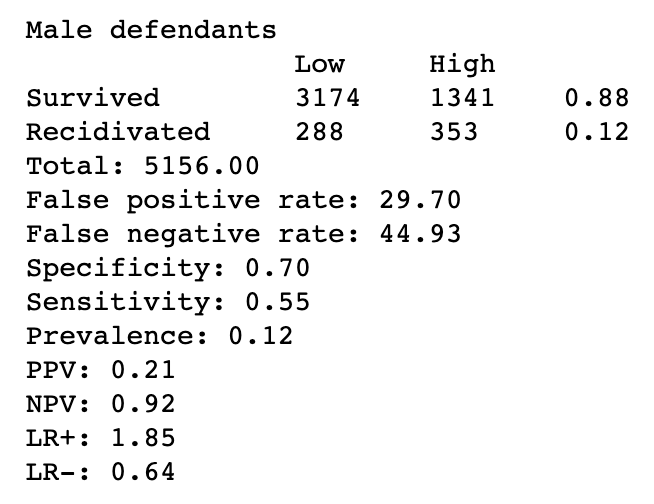 Male defendants
Low High
Survived 3174 1341 0.88
Recidivated 288 353 0.12
Total: 5156.00
False positive rate: 29.70
False negative rate: 44.93
Specificity: 0.70
Sensitivity: 0.55
Prevalence: 0.12
PPV: 0.21
NPV: 0.92
LR+: 1.85
LR-: 0.64